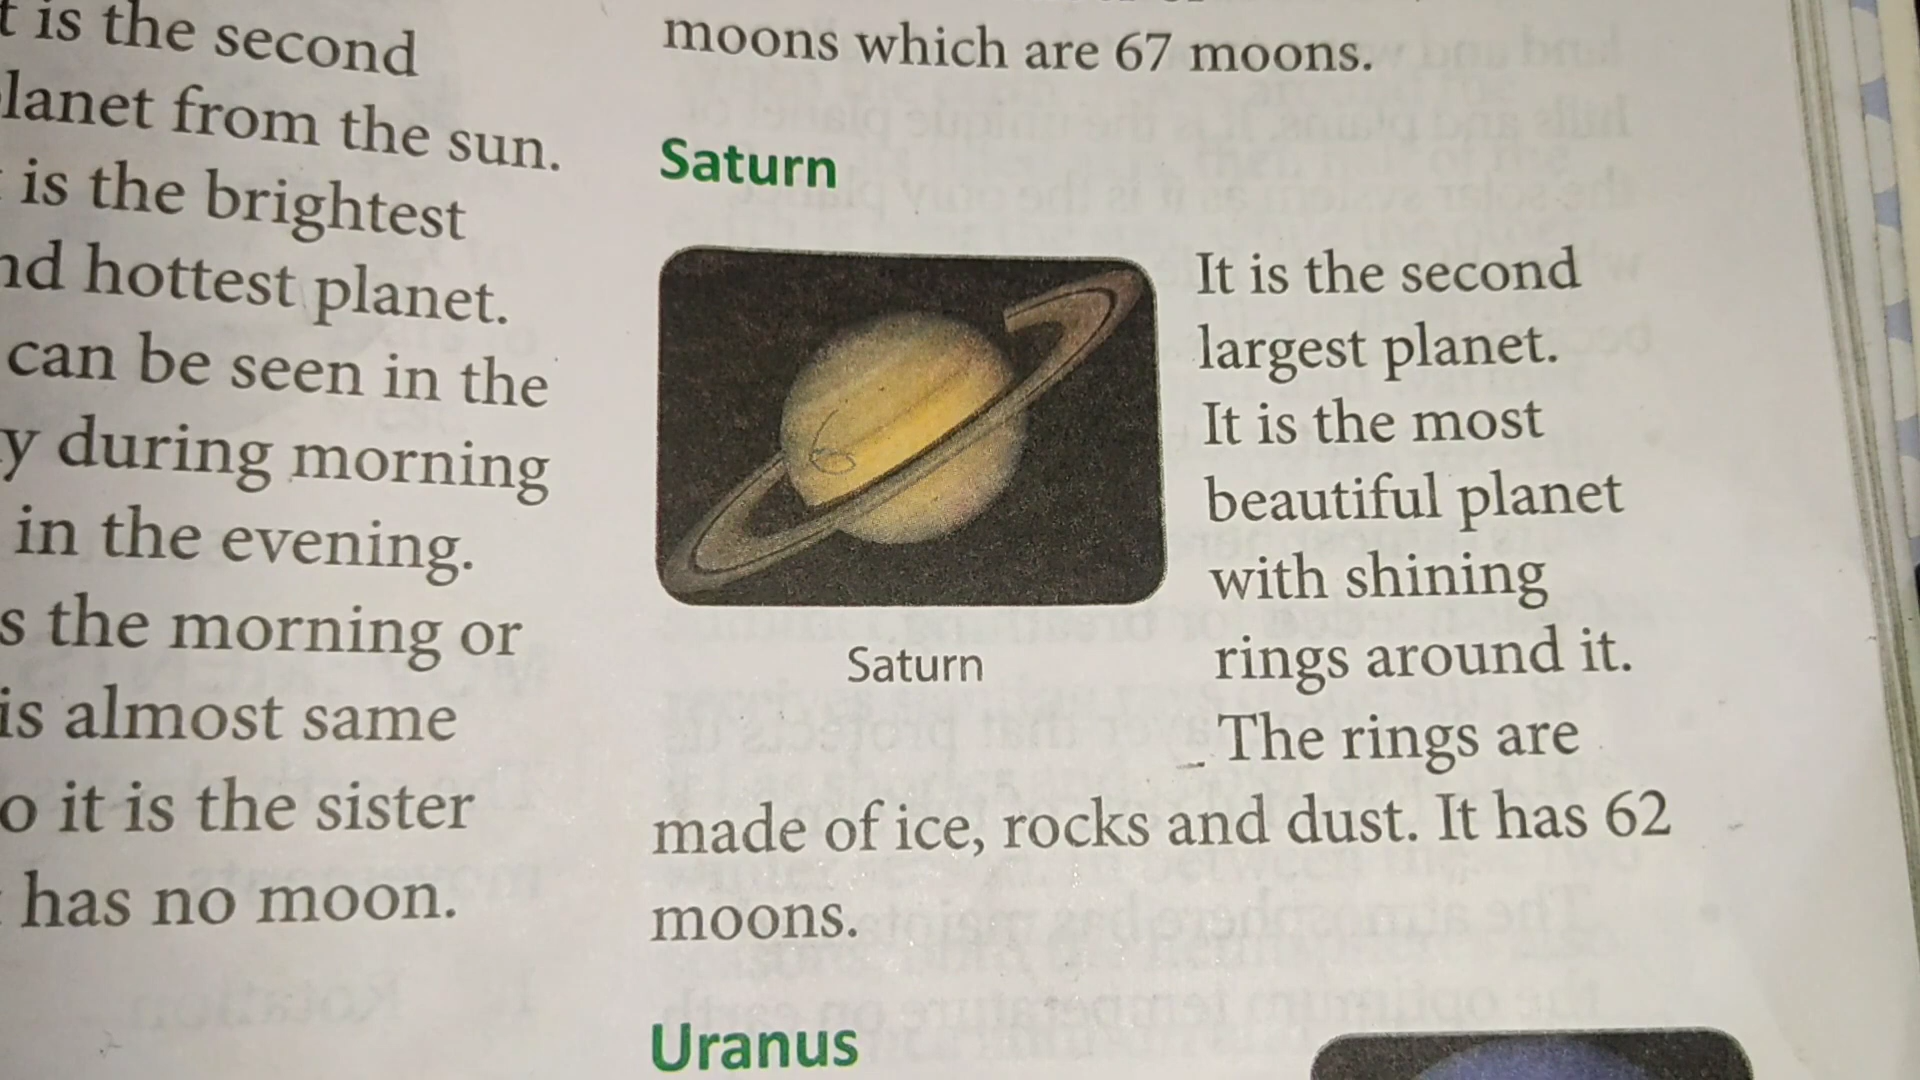 t is the second
lanet from the sun.
is the brightest
nd hottest planet.
can be seen in the
y during morning
in the evening.
s the morning or
is almost same
o it is the sister
has no moon.
moons which are 67 moons.
Saturn
It is the second
largest planet.
It is the most
beautiful planet
with shining
rings around it.
Saturn
The rings are
made of ice, rocks and dust. It has 62
moons.
Uranus